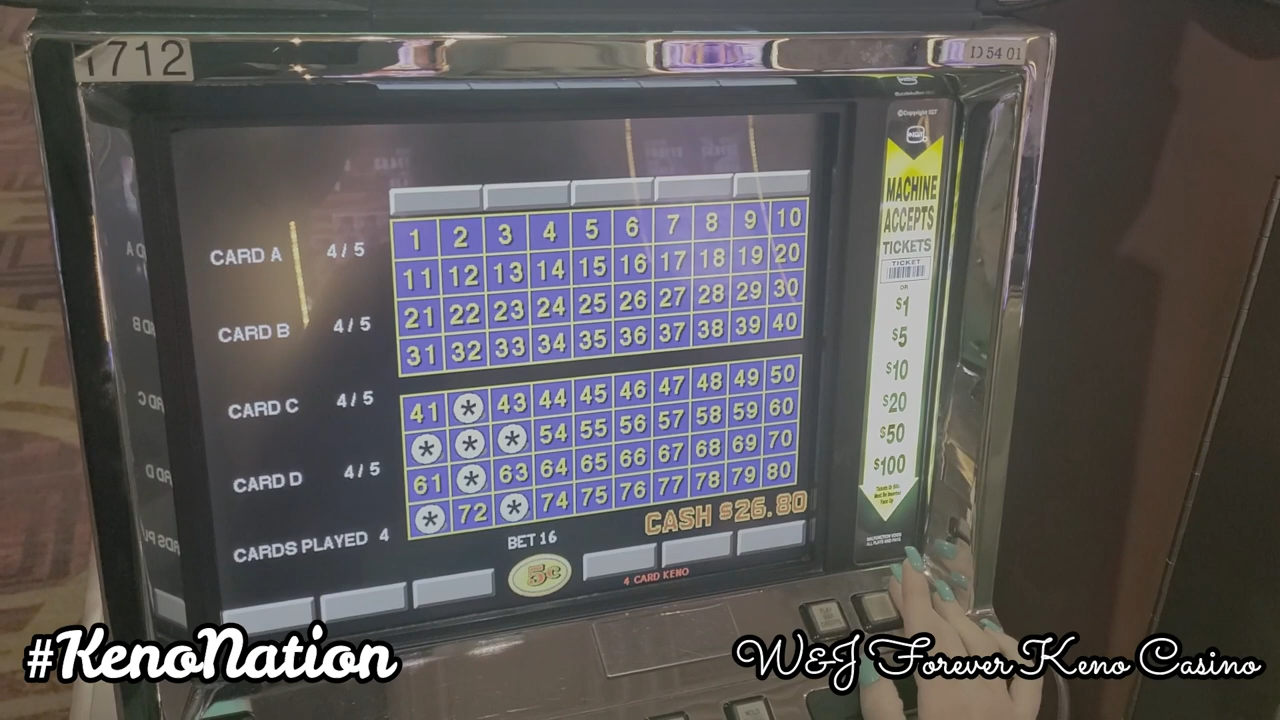 1712
D 54 01
©Copyright IGT
MACHINE
ACCEPTS
TICKETS
TICKET
OR
$1
$5
$10
$20
$50
$100
CARD A 4/5
CARD B 4/5
CARD C 4/5
CARD D 4/5
CARDS PLAYED 4
1 2 3 4 5 6 7 8 9 10
11 12 13 14 15 16 17 18 19 20
21 22 23 24 25 26 27 28 29 30
31 32 33 34 35 36 37 38 39 40
41 * 43 44 45 46 47 48 49 50
* * * 54 55 56 57 58 59 60
61 * 63 64 65 66 67 68 69 70
* 72 * 74 75 76 77 78 79 80
CASH $26.80
BET 16
5¢
4 CARD KENO
#KenoNation
W&J Forever Keno Casino